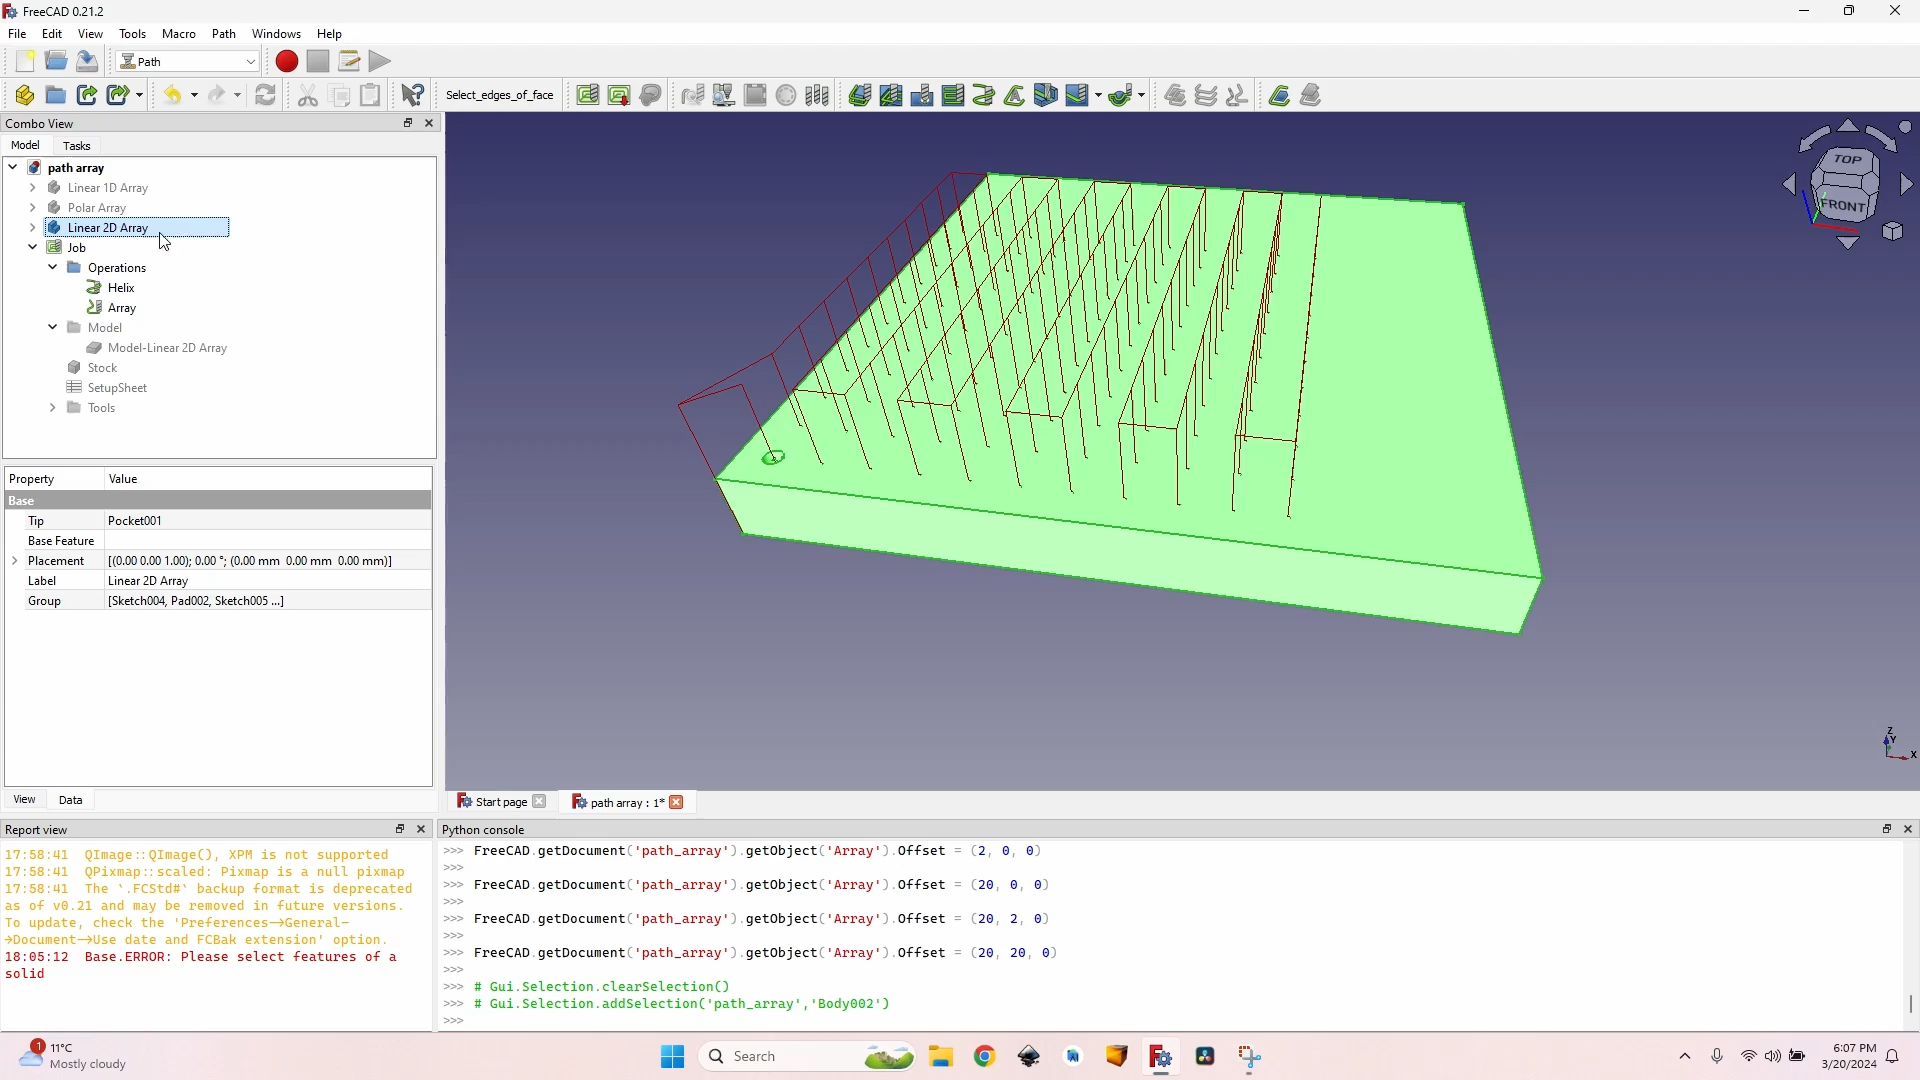 FreeCAD 0.21.2
File Edit View Tools Macro Path Windows Help
Path
Select_edges_of_face
Combo View
Model Tasks
path array
Linear 1D Array
Polar Array
Linear 2D Array
Job
Operations
Helix
Array
Model
Model-Linear 2D Array
Stock
SetupSheet
Tools
Property Value
Base
Tip Pocket001
Base Feature
Placement [(0.00 0.00 1.00); 0.00 °; (0.00 mm 0.00 mm 0.00 mm)]
Label Linear 2D Array
Group [Sketch004, Pad002, Sketch005 ...]
View Data
TOP
FRONT
Z
Y
X
Start page path array : 1*
Report view
17:58:41 QImage::QImage(), XPM is not supported
17:58:41 QPixmap::scaled: Pixmap is a null pixmap
17:58:41 The `.FCStd#` backup format is deprecated
as of v0.21 and may be removed in future versions.
To update, check the 'Preferences→General-
→Document→Use date and FCBak extension' option.
18:05:12 Base.ERROR: Please select features of a
solid
Python console
>>> FreeCAD.getDocument('path_array').getObject('Array').Offset = (2, 0, 0)
>>>
>>> FreeCAD.getDocument('path_array').getObject('Array').Offset = (20, 0, 0)
>>>
>>> FreeCAD.getDocument('path_array').getObject('Array').Offset = (20, 2, 0)
>>>
>>> FreeCAD.getDocument('path_array').getObject('Array').Offset = (20, 20, 0)
>>>
>>> # Gui.Selection.clearSelection()
>>> # Gui.Selection.addSelection('path_array','Body002')
>>>
1
11°C
Mostly cloudy
Search
6:07 PM
3/20/2024